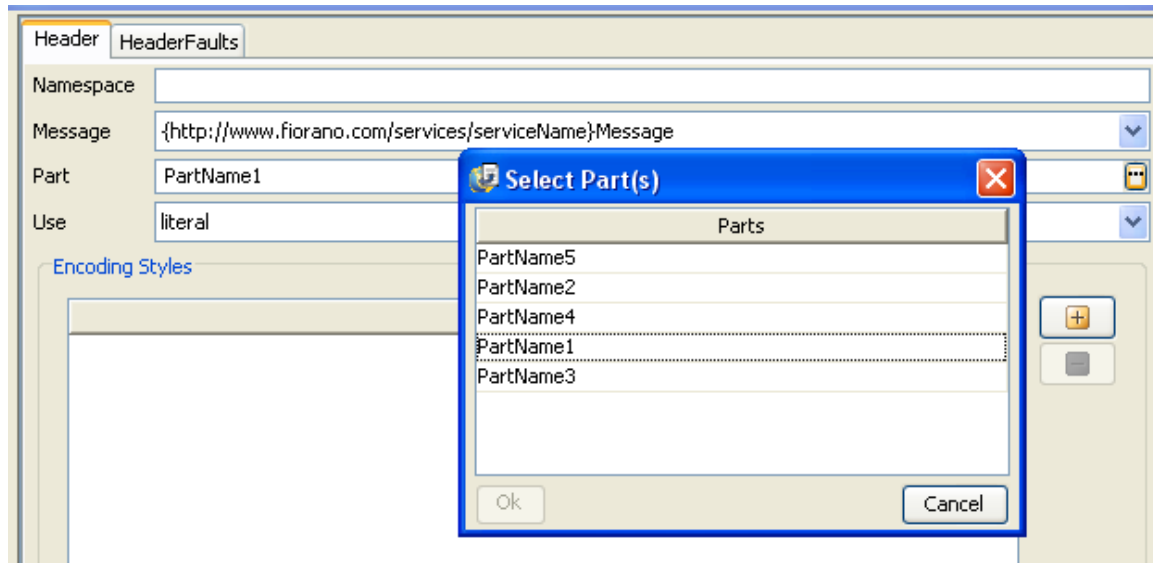 Header HeaderFaults
Namespace
Message {http://www.fiorano.com/services/serviceName}Message
Part PartName1
Use literal
Encoding Styles
Select Part(s)
Parts
PartName5
PartName2
PartName4
PartName1
PartName3
Ok Cancel